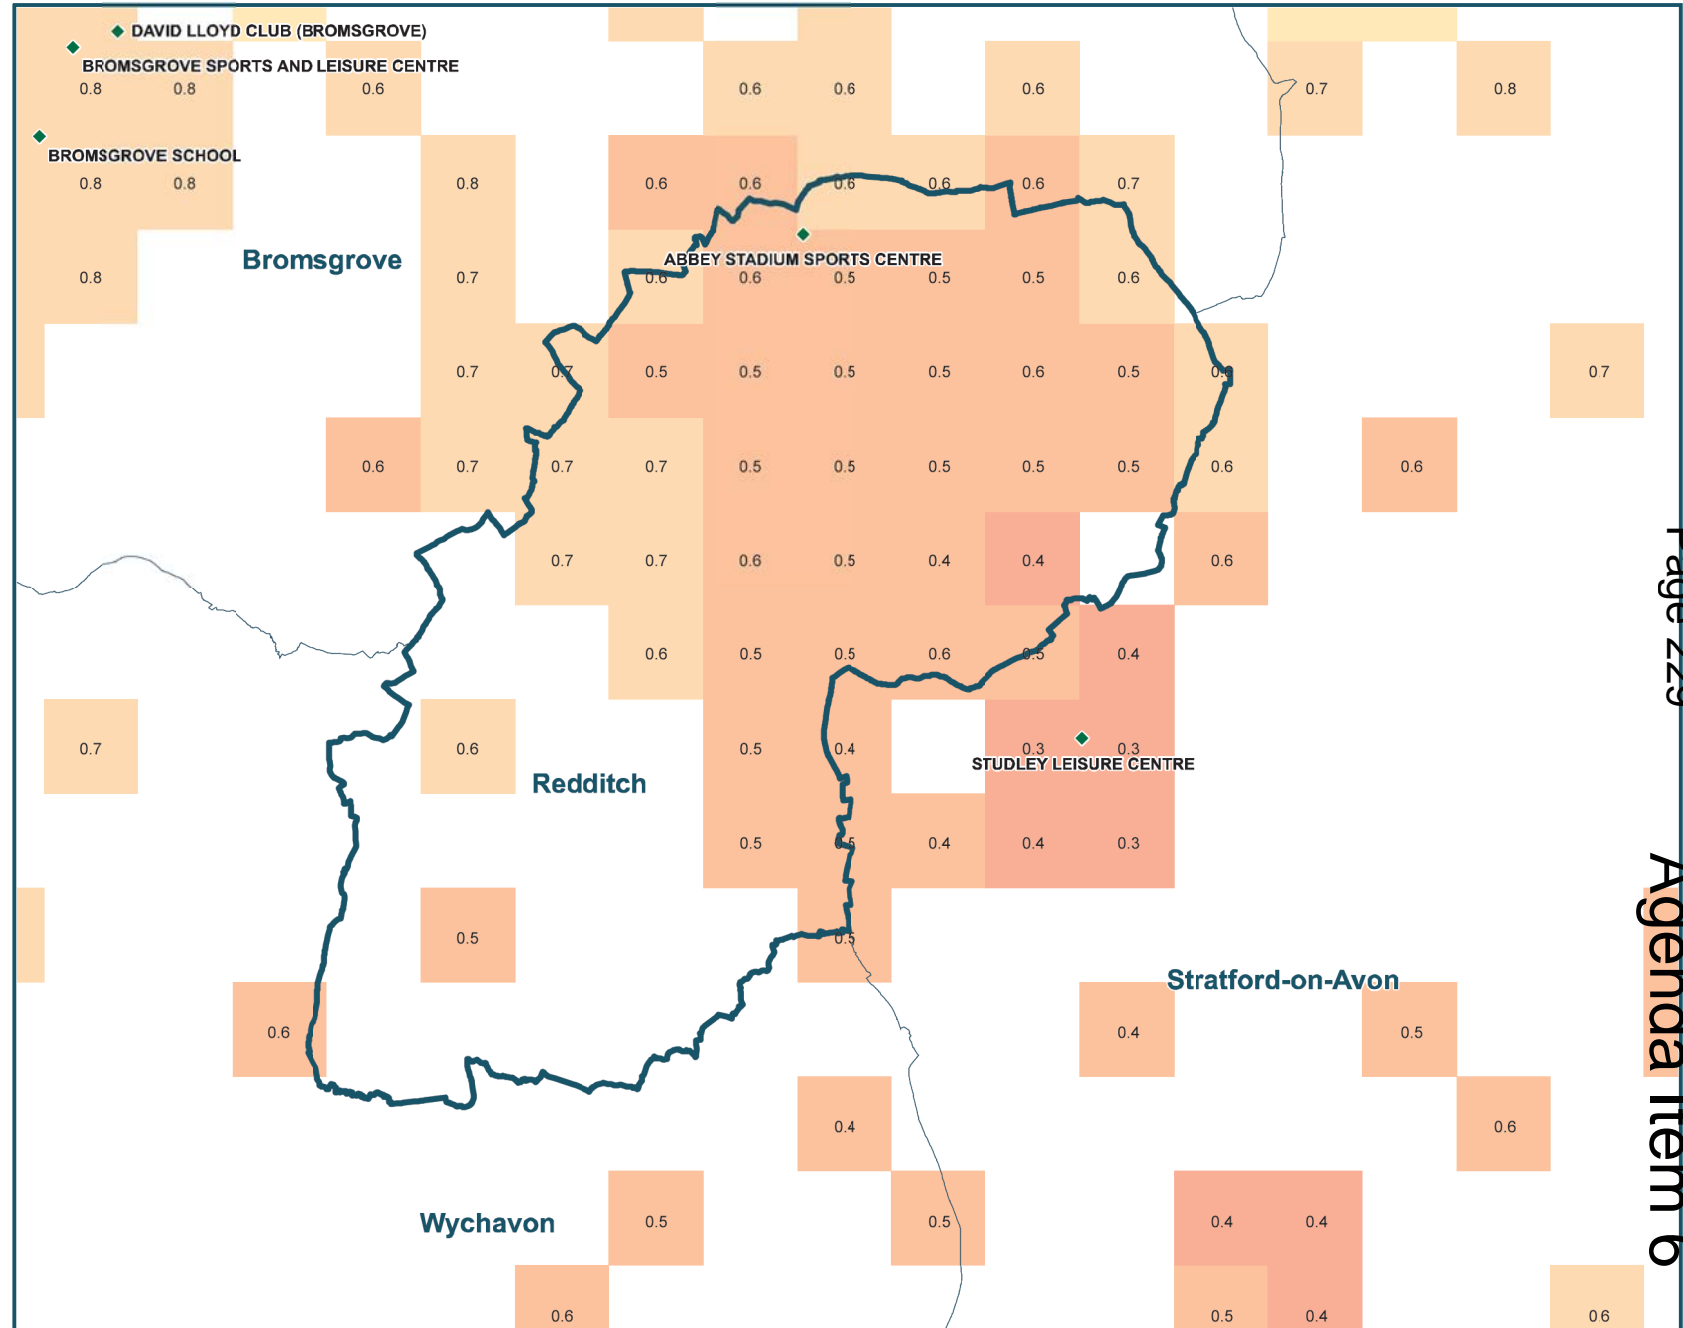 DAVID LLOYD CLUB (BROMSGROVE)
BROMSGROVE SPORTS AND LEISURE CENTRE
0.8 0.8 0.6 0.6 0.6 0.6 0.7 0.8
BROMSGROVE SCHOOL
0.8 0.8 0.8 0.6 0.6 0.6 0.6 0.6 0.7
Bromsgrove
ABBEY STADIUM SPORTS CENTRE
0.8 0.7 0.6 0.6 0.5 0.5 0.5 0.6
0.7 0.7 0.5 0.5 0.5 0.5 0.6 0.5 0.6 0.7
0.6 0.7 0.7 0.7 0.5 0.5 0.5 0.5 0.5 0.6 0.6
0.7 0.7 0.6 0.5 0.4 0.4 0.6
0.6 0.5 0.5 0.6 0.5 0.4
0.7 0.6 0.5 0.4 0.3 0.3
STUDLEY LEISURE CENTRE
Redditch
0.5 0.5 0.4 0.4 0.3
0.5 0.5
Stratford-on-Avon
0.6 0.4 0.5
0.4 0.6
Wychavon
0.5 0.5 0.4 0.4
0.6 0.5 0.4 0.6
Page 229
Agenda Item 6